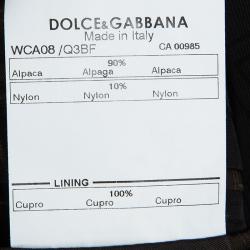 DOLCE&GABBANA
Made in Italy
WCA08 /Q3BF CA 00985
90%
Alpaca Alpaga Alpaca
10%
Nylon Nylon Nylon
LINING
100%
Cupro Cupro Cupro